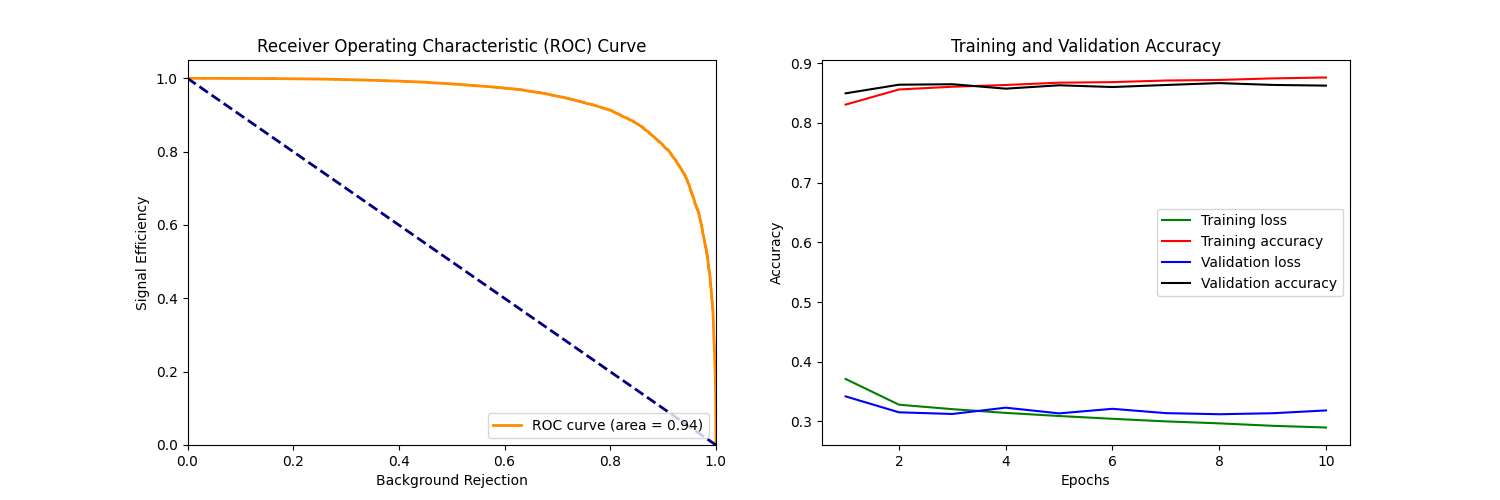 Receiver Operating Characteristic (ROC) Curve
1.0
0.8
0.6
0.4
0.2
0.0
Signal Efficiency
ROC curve (area = 0.94)
0.0 0.2 0.4 0.6 0.8 1.0
Background Rejection
Training and Validation Accuracy
0.9
0.8
0.7
0.6
0.5
0.4
0.3
Accuracy
Training loss
Training accuracy
Validation loss
Validation accuracy
2 4 6 8 10
Epochs